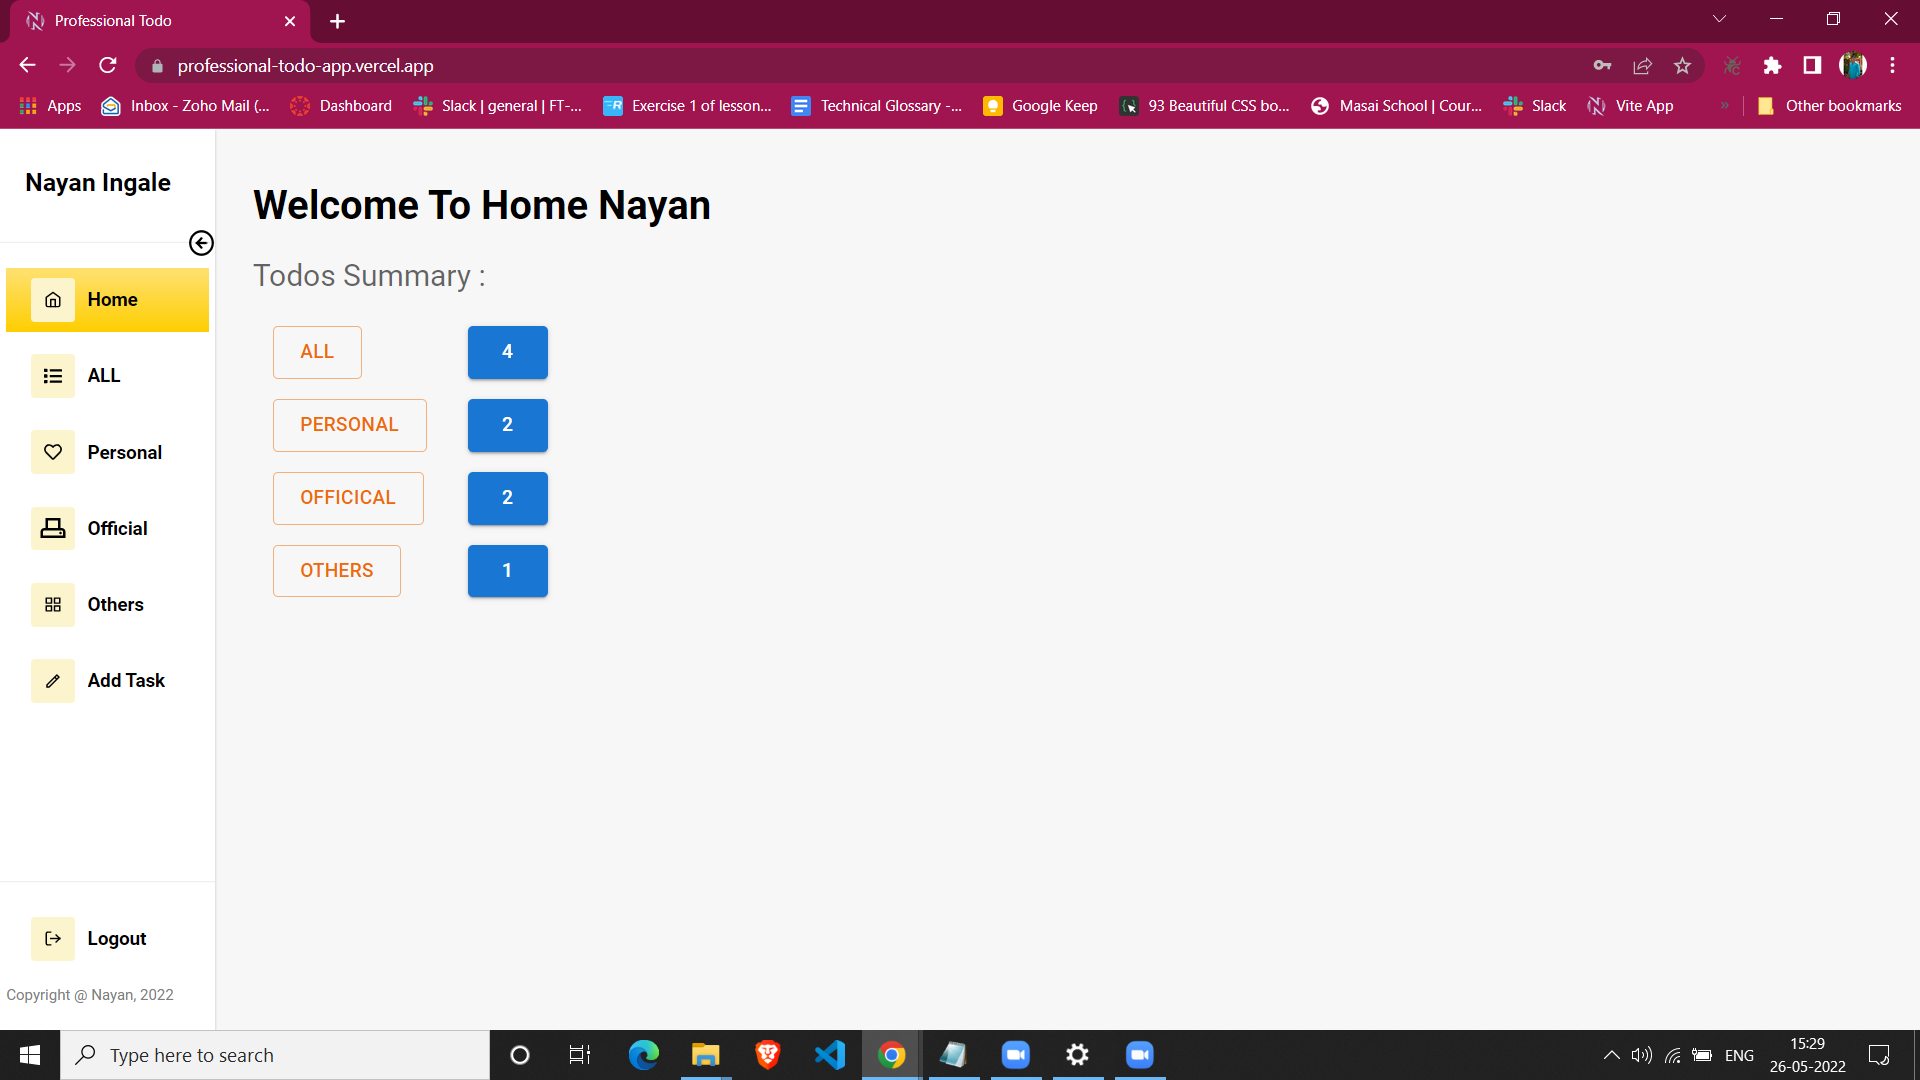 Professional Todo
professional-todo-app.vercel.app
Apps
Inbox - Zoho Mail (...
Dashboard
Slack | general | FT-...
Exercise 1 of lesson...
Technical Glossary -...
Google Keep
93 Beautiful CSS bo...
Masai School | Cour...
Slack
Vite App
»
Other bookmarks
Nayan Ingale
Home
ALL
Personal
Official
Others
Add Task
Logout
Copyright @ Nayan, 2022
Welcome To Home Nayan
Todos Summary :
ALL 4
PERSONAL 2
OFFICICAL 2
OTHERS 1
Type here to search
ENG
15:29
26-05-2022